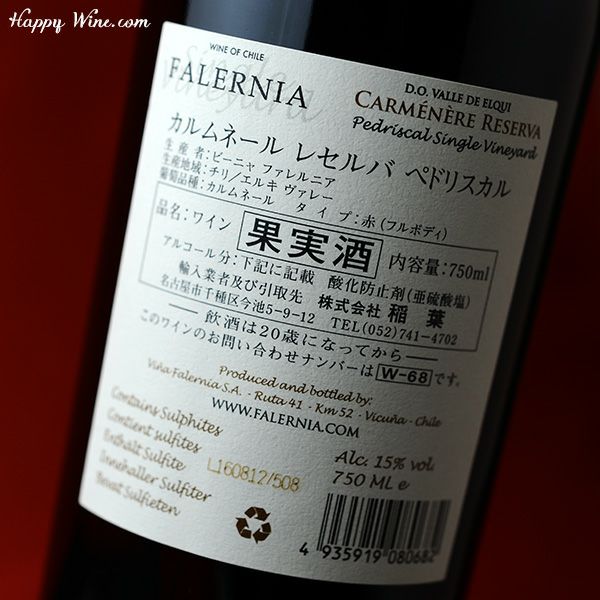 Happy Wine.com
WINE OF CHILE
FALERNIA
Single Vineyard
D.O. VALLE DE ELQUI
CARMÉNÈRE RESERVA
Pedriscal Single Vineyard
カルムネール レセルバ ペドリスカル
生産者:ビーニャ ファレルニア
生産地域:チリ/エルキ ヴァレー
葡萄品種:カルムネール タイプ:赤(フルボディ)
品名:ワイン 果実酒 内容量:750ml
アルコール分:下記に記載 酸化防止剤(亜硫酸塩)
輸入業者及び引取先 株式会社 稲葉
名古屋市千種区今池5-9-12 TEL(052)741-4702
飲酒は20歳になってから
このワインのお問い合わせナンバーは W-68 です。
Produced and bottled by:
Viña Falernia S.A. - Ruta 41 - Km 52 - Vicuña - Chile
WWW.FALERNIA.COM
Contains Sulphites
Contient sulfites
Enthält Sulfite
Innehaller Sulfiter
Bevat Sulfieten
L160812/508
Alc. 15% vol.
750 ML e
4 935919 080682